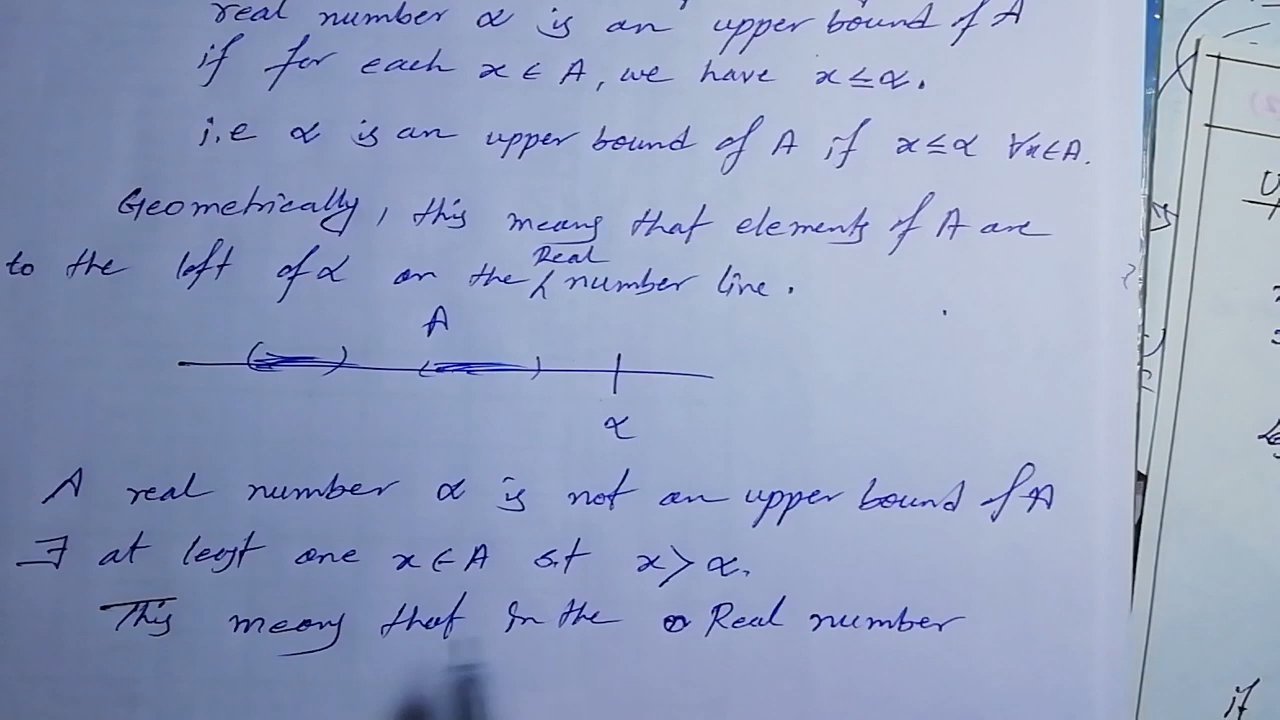 real number α is an upper bound of A
if for each x ∈ A, we have x ≤ α.
i.e α is an upper bound of A if x ≤ α ∀x∈A.
Geometrically, this means that elements of A are
to the left of α on the Real number line.
A
α
A real number α is not an upper bound of A
∃ at least one x ∈ A s.t x > α.
This means that in the Real number
if